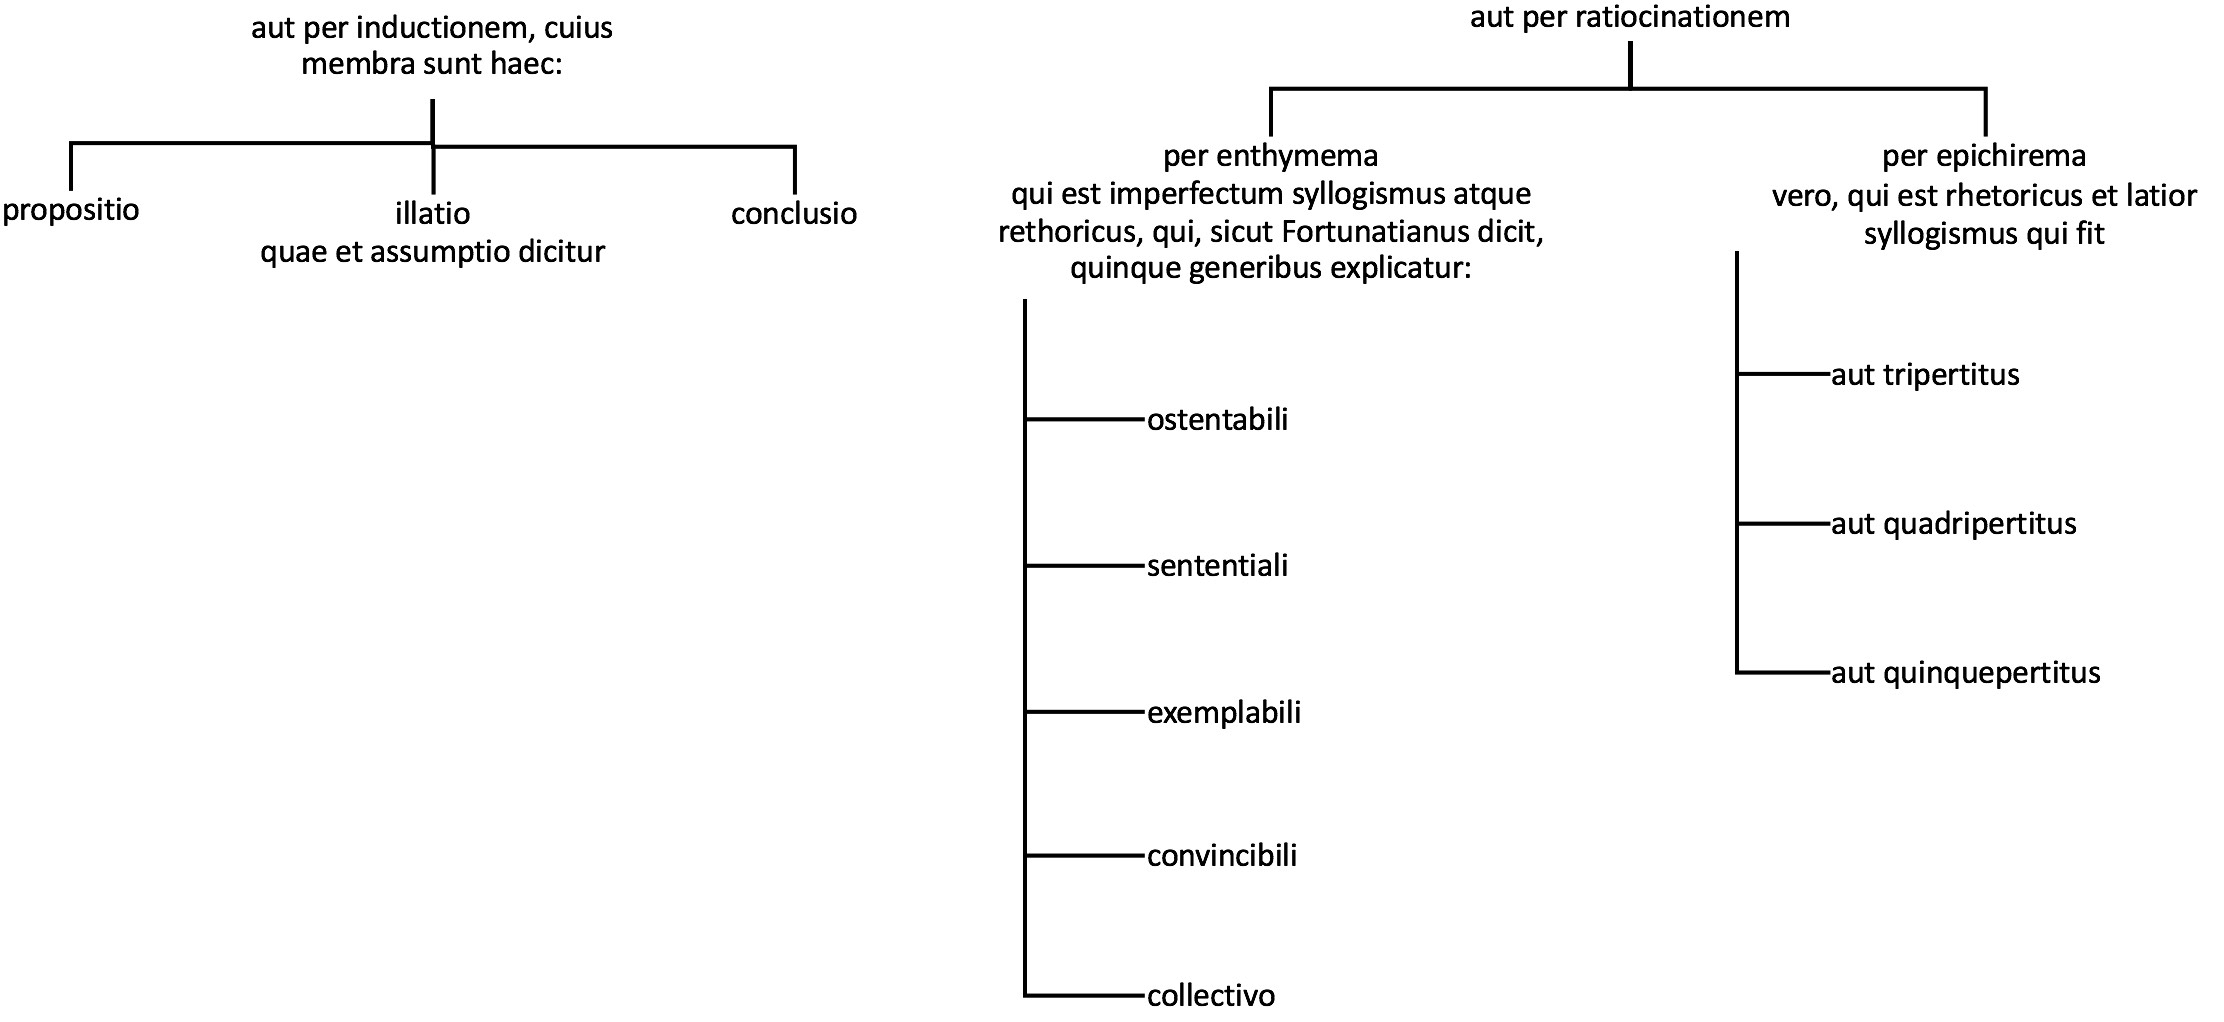 aut per inductionem, cuius
membra sunt haec:
propositio
illatio
quae et assumptio dicitur
conclusio
aut per ratiocinationem
per enthymema
qui est imperfectum syllogismus atque
rethoricus, qui, sicut Fortunatianus dicit,
quinque generibus explicatur:
ostentabili
sententiali
exemplabili
convincibili
collectivo
per epichirema
vero, qui est rhetoricus et latior
syllogismus qui fit
aut tripertitus
aut quadripertitus
aut quinquepertitus